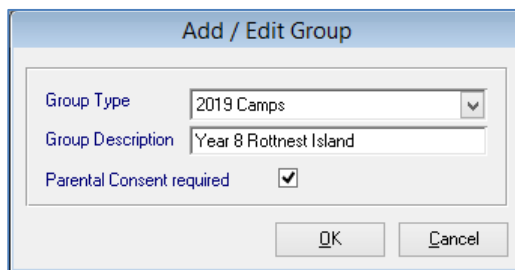 Add / Edit Group
Group Type 2019 Camps
Group Description Year 8 Rottnest Island
Parental Consent required
OK Cancel